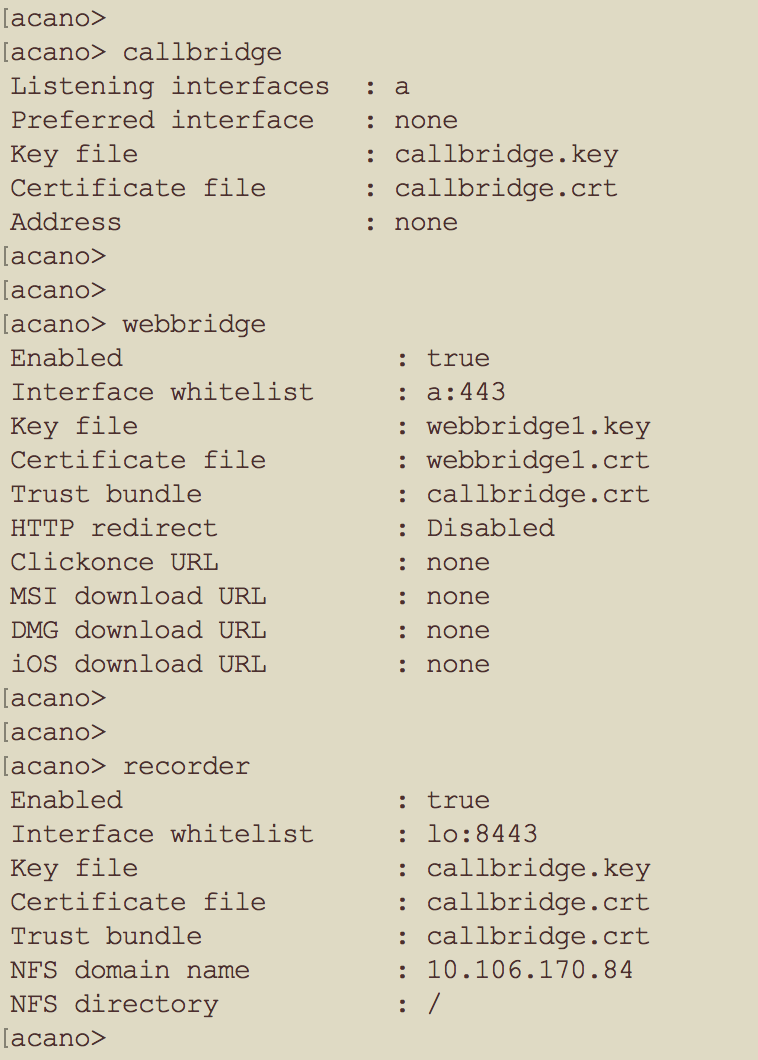 [acano>
[acano> callbridge
Listening interfaces : a
Preferred interface : none
Key file : callbridge.key
Certificate file : callbridge.crt
Address : none
[acano>
[acano>
[acano> webbridge
Enabled : true
Interface whitelist : a:443
Key file : webbridge1.key
Certificate file : webbridge1.crt
Trust bundle : callbridge.crt
HTTP redirect : Disabled
Clickonce URL : none
MSI download URL : none
DMG download URL : none
iOS download URL : none
[acano>
[acano>
[acano> recorder
Enabled : true
Interface whitelist : lo:8443
Key file : callbridge.key
Certificate file : callbridge.crt
Trust bundle : callbridge.crt
NFS domain name : 10.106.170.84
NFS directory : /
[acano>